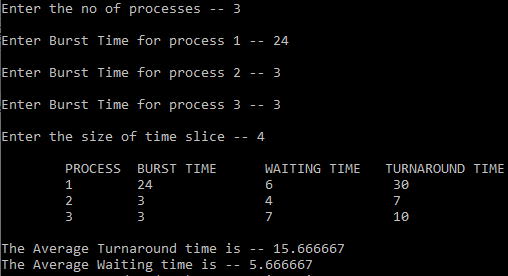 Enter the no of processes -- 3
Enter Burst Time for process 1 -- 24
Enter Burst Time for process 2 -- 3
Enter Burst Time for process 3 -- 3
Enter the size of time slice -- 4
PROCESS BURST TIME WAITING TIME TURNAROUND TIME
1 24 6 30
2 3 4 7
3 3 7 10
The Average Turnaround time is -- 15.666667
The Average Waiting time is -- 5.666667